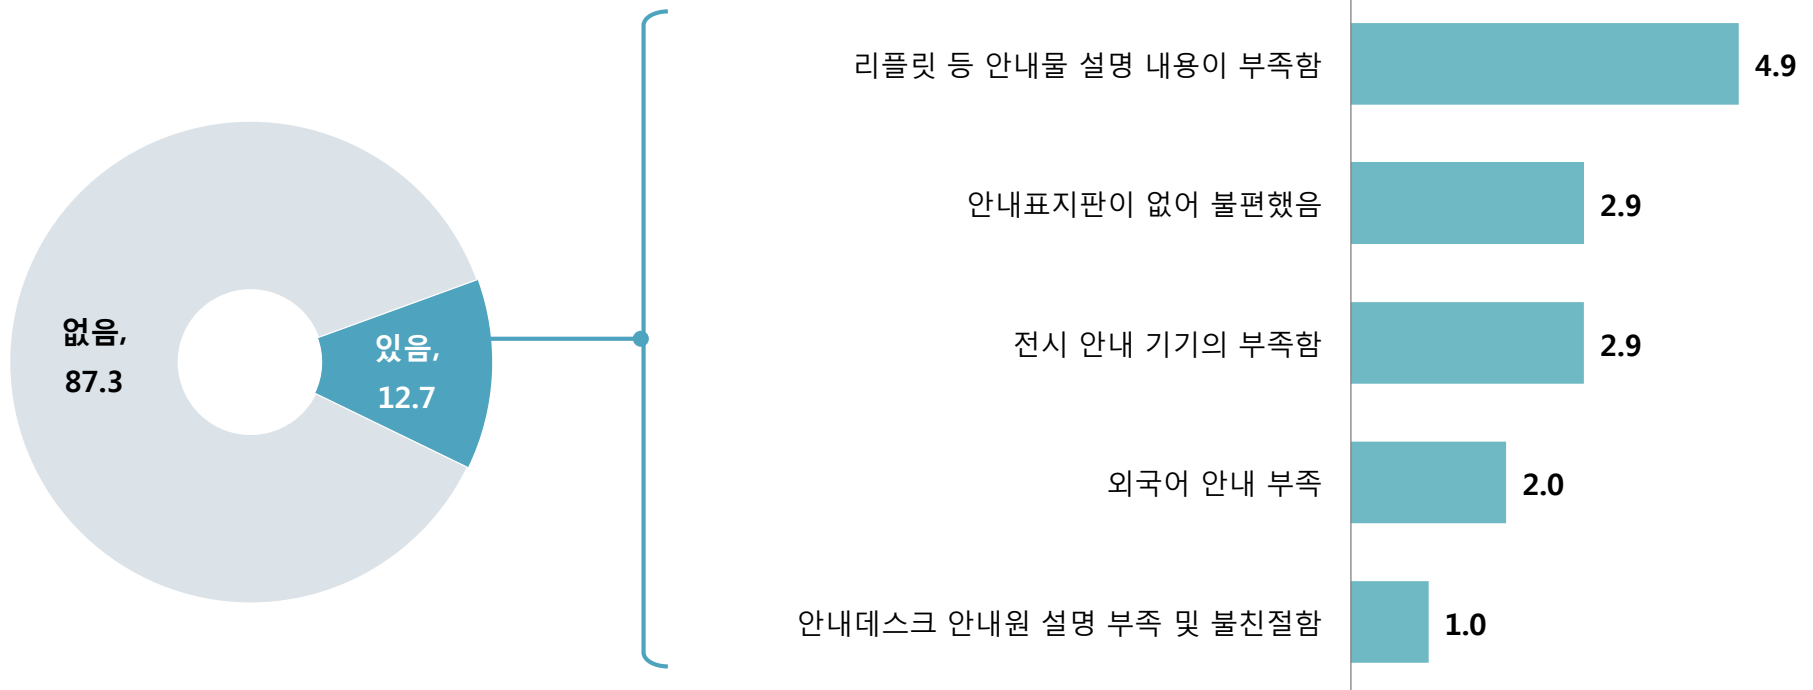 없음,
87.3
있음,
12.7
리플릿 등 안내물 설명 내용이 부족함
4.9
안내표지판이 없어 불편했음
2.9
전시 안내 기기의 부족함
2.9
외국어 안내 부족
2.0
안내데스크 안내원 설명 부족 및 불친절함
1.0